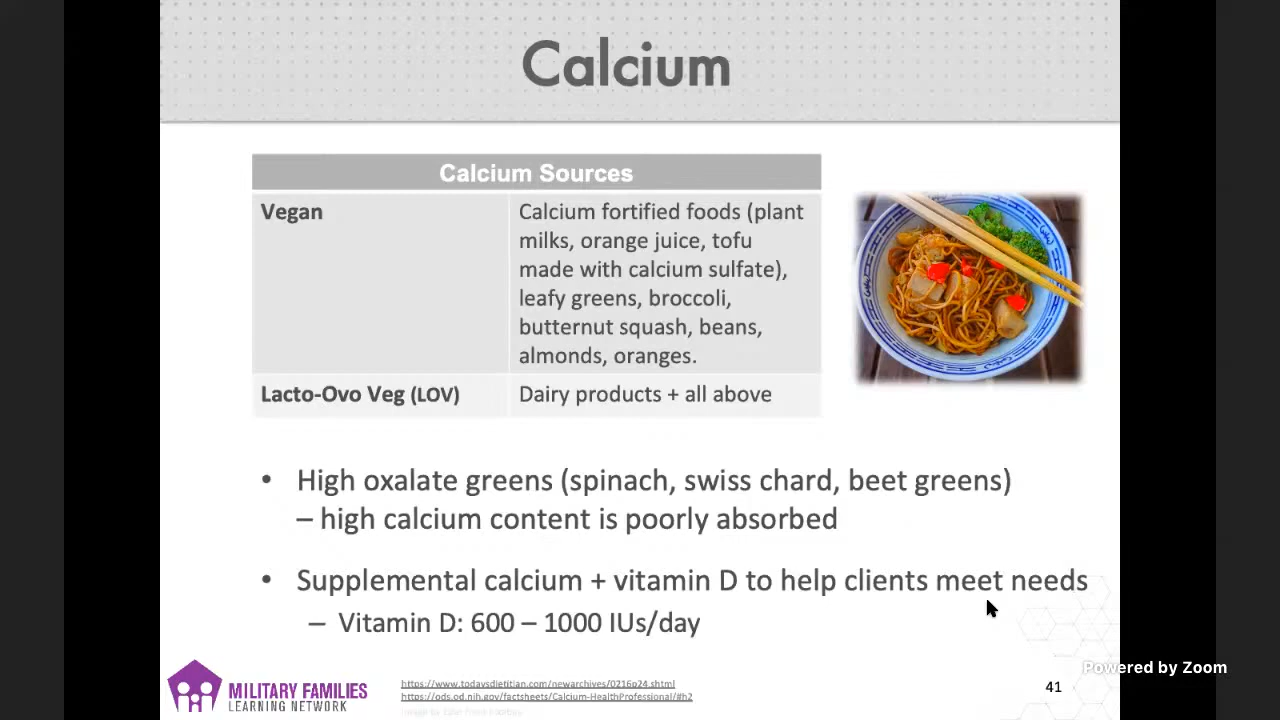 Calcium
Calcium Sources
Vegan
Calcium fortified foods (plant
milks, orange juice, tofu
made with calcium sulfate),
leafy greens, broccoli,
butternut squash, beans,
almonds, oranges.
Lacto-Ovo Veg (LOV)
Dairy products + all above
• High oxalate greens (spinach, swiss chard, beet greens)
– high calcium content is poorly absorbed
• Supplemental calcium + vitamin D to help clients meet needs
– Vitamin D: 600 – 1000 IUs/day
Powered by Zoom
MILITARY FAMILIES
LEARNING NETWORK
https://www.todaysdietitian.com/newarchives/0216p24.shtml
https://ods.od.nih.gov/factsheets/Calcium-HealthProfessional/#h2
41